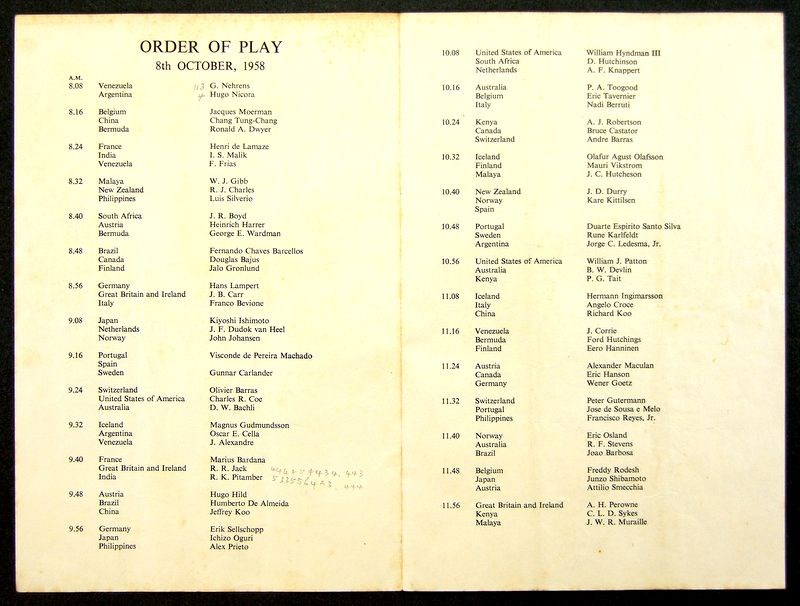 ORDER OF PLAY
8th OCTOBER, 1958
A.M.
8.08 Venezuela G. Nehrens
Argentina Hugo Nicora
8.16 Belgium Jacques Moerman
China Chang Tung-Chang
Bermuda Ronald A. Dwyer
8.24 France Henri de Lamaze
India I. S. Malik
Venezuela F. Frias
8.32 Malaya W. J. Gibb
New Zealand R. J. Charles
Philippines Luis Silverio
8.40 South Africa J. R. Boyd
Austria Heinrich Harrer
Bermuda George E. Wardman
8.48 Brazil Fernando Chaves Barcellos
Canada Douglas Bajus
Finland Jalo Gronlund
8.56 Germany Hans Lampert
Great Britain and Ireland J. B. Carr
Italy Franco Bevione
9.08 Japan Kiyoshi Ishimoto
Netherlands J. F. Dudok van Heel
Norway John Johansen
9.16 Portugal Visconde de Pereira Machado
Spain
Sweden Gunnar Carlander
9.24 Switzerland Olivier Barras
United States of America Charles R. Coe
Australia D. W. Bachli
9.32 Iceland Magnus Gudmundsson
Argentina Oscar E. Cella
Venezuela J. Alexandre
9.40 France Marius Bardana
Great Britain and Ireland R. R. Jack
India R. K. Pitamber
9.48 Austria Hugo Hild
Brazil Humberto De Almeida
China Jeffrey Koo
9.56 Germany Erik Sellschopp
Japan Ichizo Oguri
Philippines Alex Prieto
10.08 United States of America William Hyndman III
South Africa D. Hutchinson
Netherlands A. F. Knappert
10.16 Australia P. A. Toogood
Belgium Eric Tavernier
Italy Nadi Berruti
10.24 Kenya A. J. Robertson
Canada Bruce Castator
Switzerland Andre Barras
10.32 Iceland Olafur Agust Olafsson
Finland Mauri Vikstrom
Malaya J. C. Hutcheson
10.40 New Zealand J. D. Durry
Norway Kare Kittilsen
Spain
10.48 Portugal Duarte Espirito Santo Silva
Sweden Rune Karlfeldt
Argentina Jorge C. Ledesma, Jr.
10.56 United States of America William J. Patton
Australia B. W. Devlin
Kenya P. G. Tait
11.08 Iceland Hermann Ingimarsson
Italy Angelo Croce
China Richard Koo
11.16 Venezuela J. Corrie
Bermuda Ford Hutchings
Finland Eero Hanninen
11.24 Austria Alexander Maculan
Canada Eric Hanson
Germany Wener Goetz
11.32 Switzerland Peter Gutermann
Portugal Jose de Sousa e Melo
Philippines Francisco Reyes, Jr.
11.40 Norway Eric Osland
Australia R. F. Stevens
Brazil Joao Barbosa
11.48 Belgium Freddy Rodesh
Japan Junzo Shibamoto
Austria Attilio Smecchia
11.56 Great Britain and Ireland A. H. Perowne
Kenya C. L. D. Sykes
Malaya J. W. R. Muraille